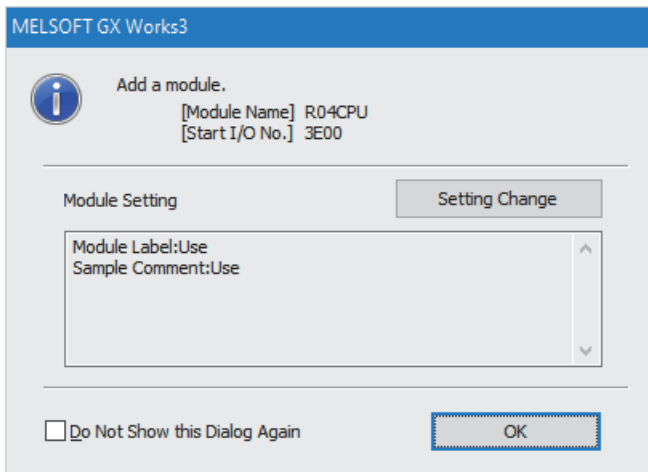 MELSOFT GX Works3
Add a module.
[Module Name] R04CPU
[Start I/O No.] 3E00
Module Setting
Setting Change
Module Label:Use
Sample Comment:Use
Do Not Show this Dialog Again
OK